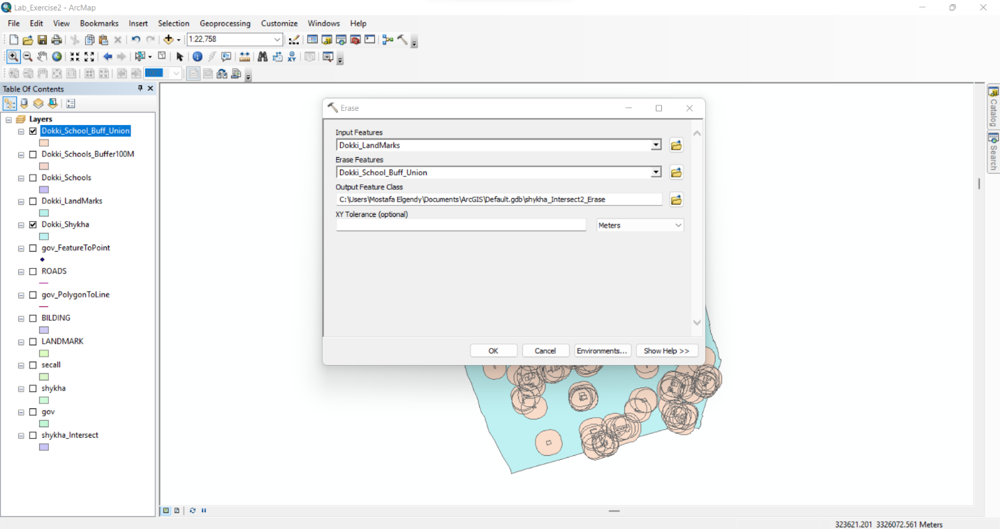 Lab_Exercise2 - ArcMap
File Edit View Bookmarks Insert Selection Geoprocessing Customize Windows Help
1:22,758
Table Of Contents
Layers
Dokki_School_Buff_Union
Dokki_Schools_Buffer100M
Dokki_Schools
Dokki_LandMarks
Dokki_Shykha
gov_FeatureToPoint
ROADS
gov_PolygonToLine
BILDING
LANDMARK
secall
shykha
gov
shykha_Intersect
Erase
Input Features
Dokki_LandMarks
Erase Features
Dokki_School_Buff_Union
Output Feature Class
C:\Users\Mostafa Elgendy\Documents\ArcGIS\Default.gdb\shykha_Intersect2_Erase
XY Tolerance (optional)
Meters
OK Cancel Environments... Show Help >>
Catalog
Search
323621.201 3326072.561 Meters